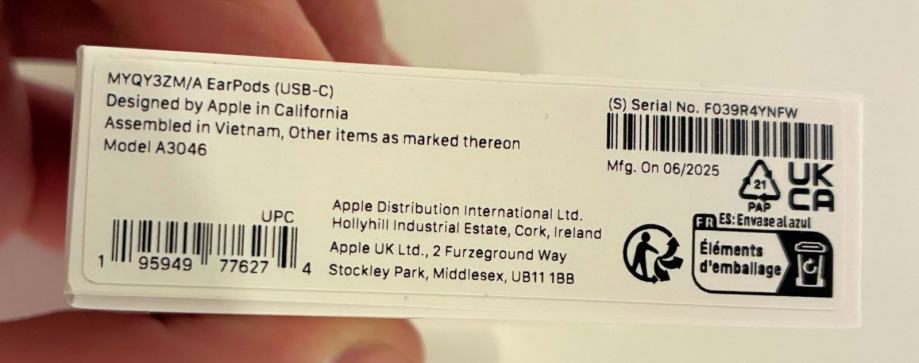 MYQY3ZM/A EarPods (USB-C)
Designed by Apple in California
Assembled in Vietnam, Other items as marked thereon
Model A3046
(S) Serial No. F039R4YNFW
Mfg. On 06/2025
21
PAP
UK
CA
UPC
1 95949 77627 4
Apple Distribution International Ltd.
Hollyhill Industrial Estate, Cork, Ireland
Apple UK Ltd., 2 Furzeground Way
Stockley Park, Middlesex, UB11 1BB
FR ES: Envase al azul
Éléments
d'emballage